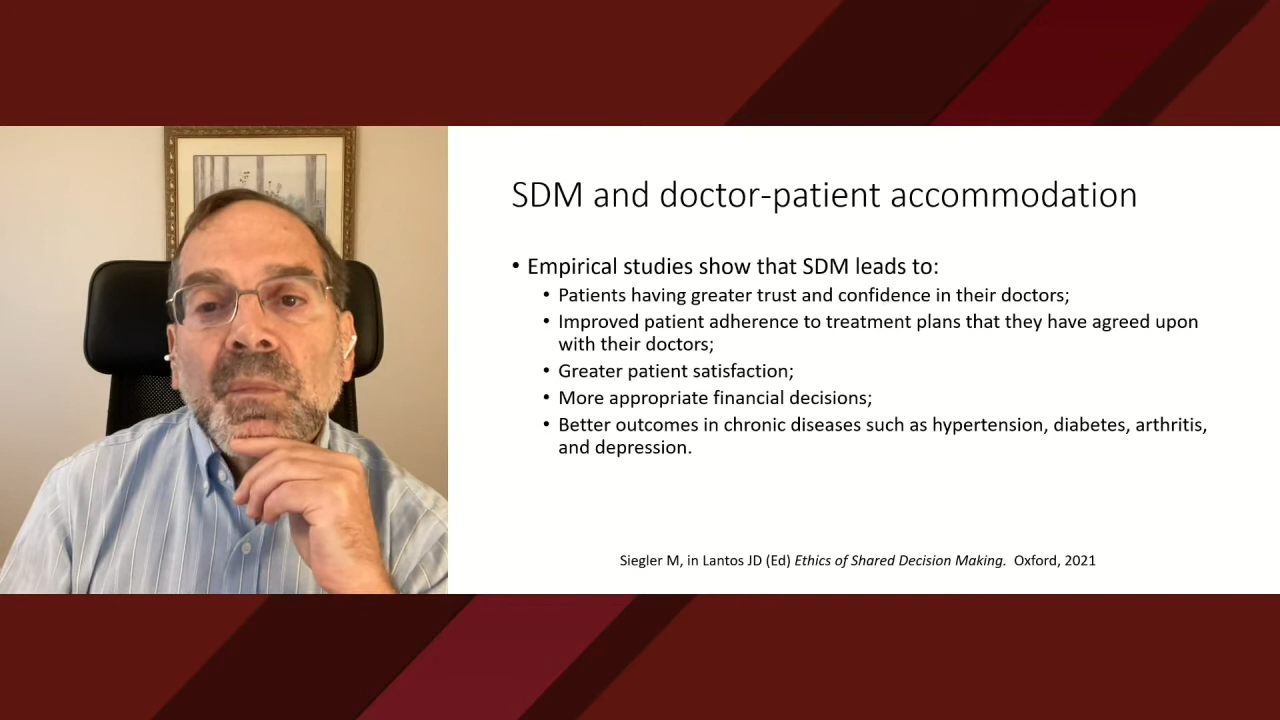 SDM and doctor-patient accommodation
• Empirical studies show that SDM leads to:
• Patients having greater trust and confidence in their doctors;
• Improved patient adherence to treatment plans that they have agreed upon
with their doctors;
• Greater patient satisfaction;
• More appropriate financial decisions;
• Better outcomes in chronic diseases such as hypertension, diabetes, arthritis,
and depression.
Siegler M, in Lantos JD (Ed) Ethics of Shared Decision Making. Oxford, 2021